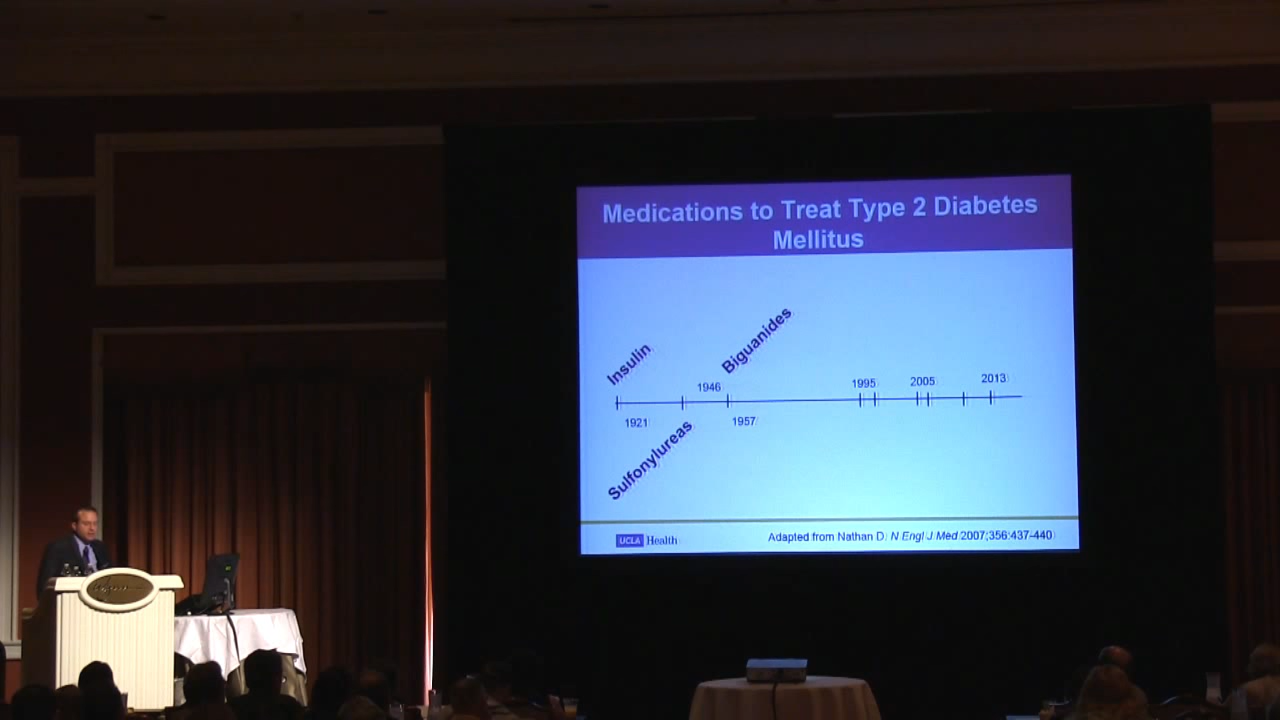 Medications to Treat Type 2 Diabetes
Mellitus
Insulin
Biguanides
1946
1995
2005
2013
1921
1957
Sulfonylureas
UCLA Health
Adapted from Nathan D. N Engl J Med 2007;356:437-440